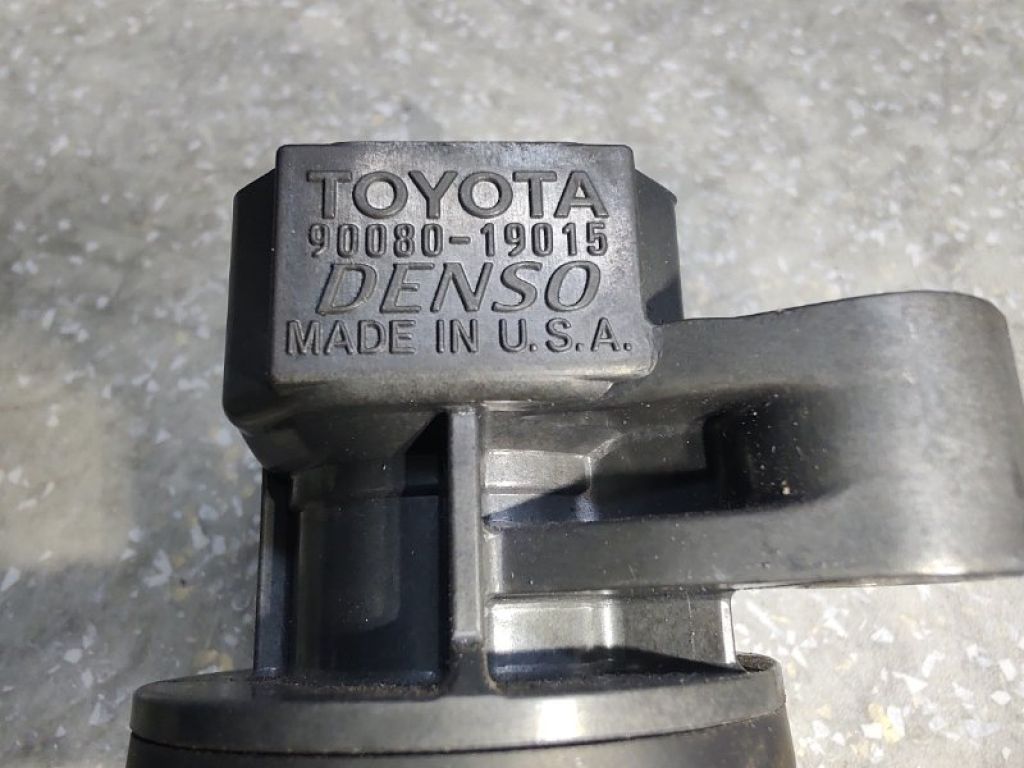 TOYOTA
90080-19015
DENSO
MADE IN U.S.A.